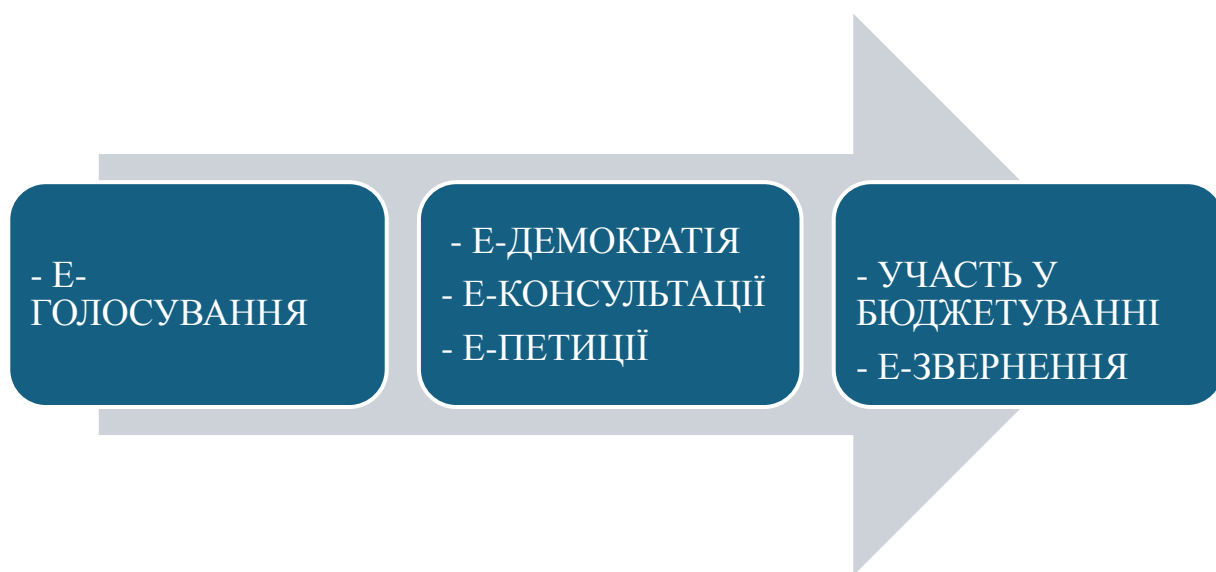 - Е-
ГОЛОСУВАННЯ
- Е-ДЕМОКРАТІЯ
- Е-КОНСУЛЬТАЦІЇ
- Е-ПЕТИЦІЇ
- УЧАСТЬ У
БЮДЖЕТУВАННІ
- Е-ЗВЕРНЕННЯ